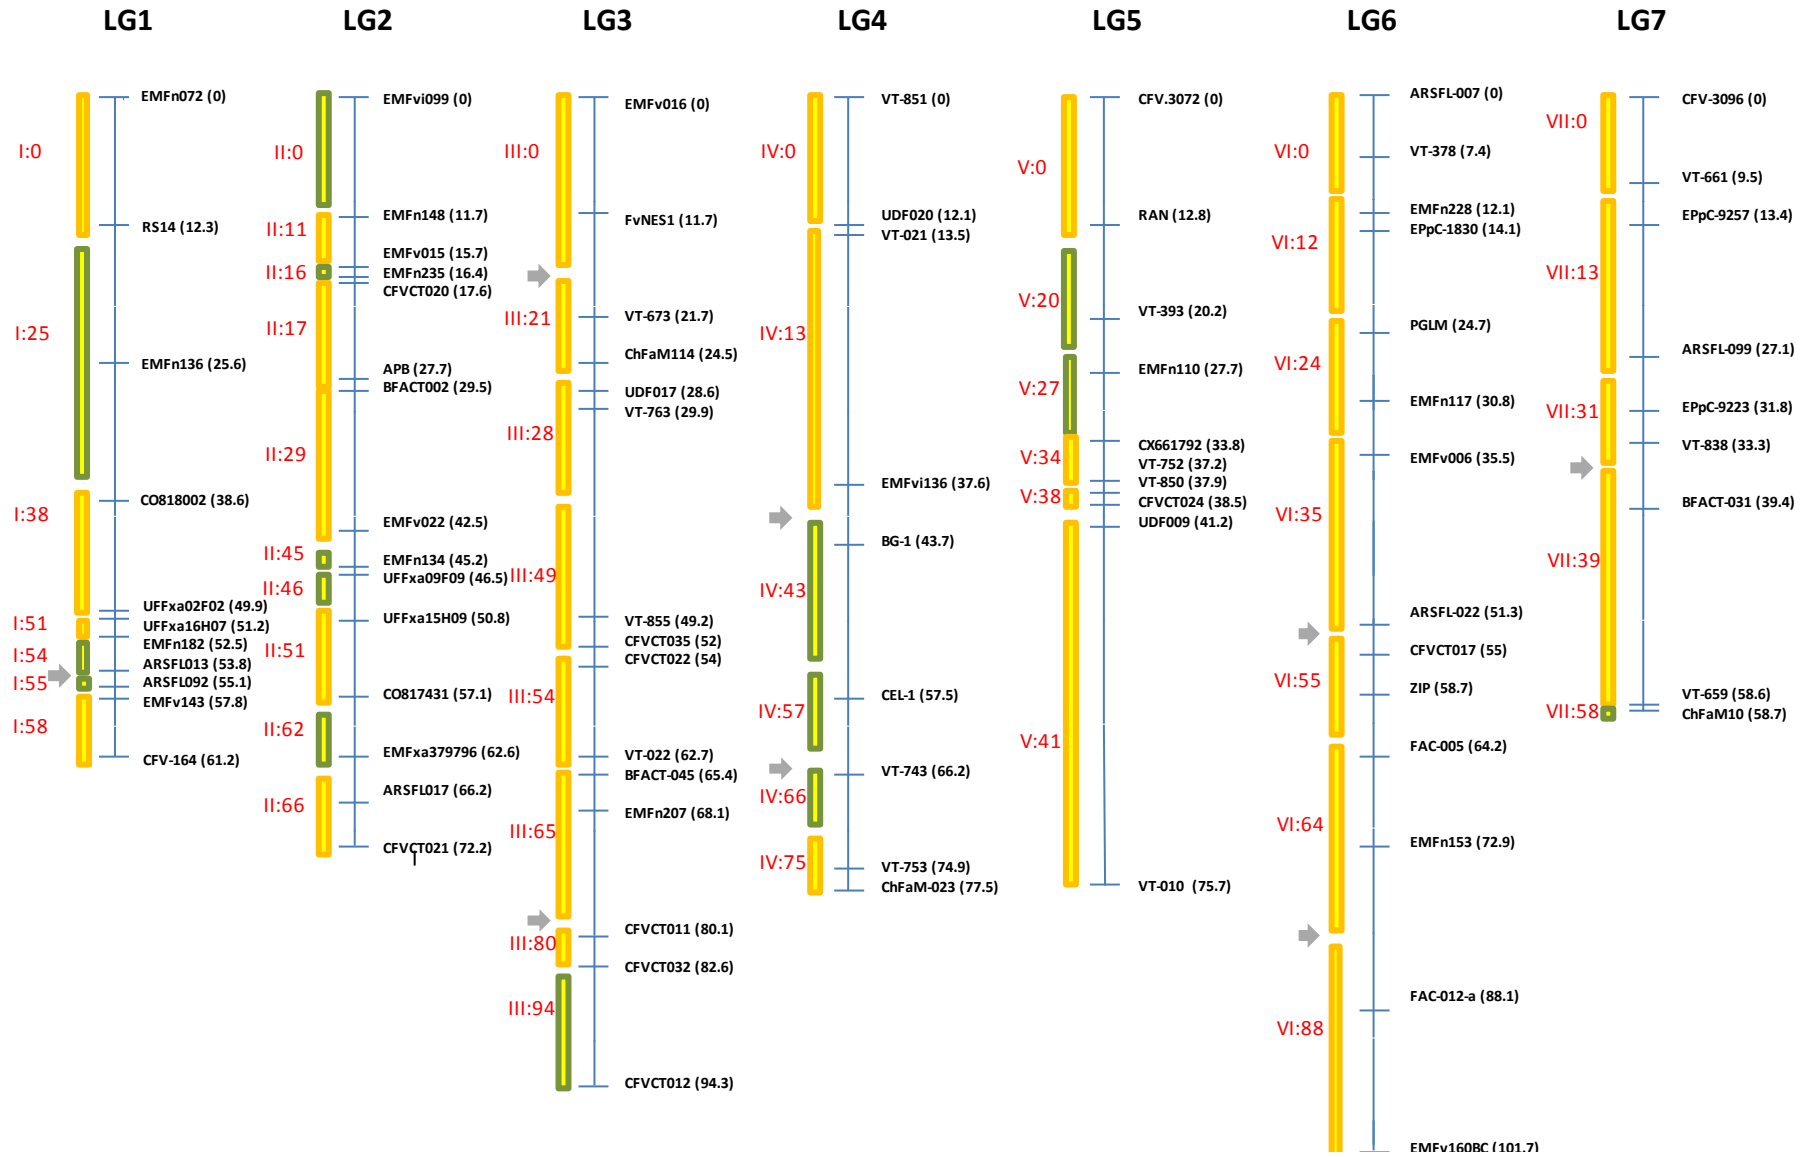 LG1
LG2
LG3
LG4
LG5
LG6
LG7
EMFn072 (0)
I:0
RS14 (12.3)
I:25
EMFn136 (25.6)
CO818002 (38.6)
I:38
UFFxa02F02 (49.9)
I:51
UFFxa16H07 (51.2)
EMFn182 (52.5)
I:54
ARSFL013 (53.8)
I:55
ARSFL092 (55.1)
EMFv143 (57.8)
I:58
CFV-164 (61.2)
EMFvi099 (0)
II:0
EMFn148 (11.7)
II:11
EMFv015 (15.7)
II:16
EMFn235 (16.4)
CFVCT020 (17.6)
II:17
APB (27.7)
BFACT002 (29.5)
II:29
EMFv022 (42.5)
II:45
EMFn134 (45.2)
UFFxa09F09 (46.5)
II:46
UFFxa15H09 (50.8)
II:51
CO817431 (57.1)
II:62
EMFxa379796 (62.6)
ARSFL017 (66.2)
II:66
CFVCT021 (72.2)
EMFv016 (0)
III:0
FvNES1 (11.7)
VT-673 (21.7)
III:21
ChFaM114 (24.5)
UDF017 (28.6)
VT-763 (29.9)
III:28
III:49
VT-855 (49.2)
CFVCT035 (52)
CFVCT022 (54)
III:54
VT-022 (62.7)
BFACT-045 (65.4)
EMFn207 (68.1)
III:65
CFVCT011 (80.1)
III:80
CFVCT032 (82.6)
III:94
CFVCT012 (94.3)
VT-851 (0)
IV:0
UDF020 (12.1)
VT-021 (13.5)
IV:13
EMFvi136 (37.6)
BG-1 (43.7)
IV:43
CEL-1 (57.5)
IV:57
VT-743 (66.2)
IV:66
IV:75
VT-753 (74.9)
ChFaM-023 (77.5)
CFV.3072 (0)
V:0
RAN (12.8)
V:20
VT-393 (20.2)
EMFn110 (27.7)
V:27
CX661792 (33.8)
V:34
VT-752 (37.2)
VT-850 (37.9)
V:38
CFVCT024 (38.5)
UDF009 (41.2)
V:41
VT-010 (75.7)
ARSFL-007 (0)
VI:0
VT-378 (7.4)
EMFn228 (12.1)
EPpC-1830 (14.1)
VI:12
PGLM (24.7)
VI:24
EMFn117 (30.8)
EMFv006 (35.5)
VI:35
ARSFL-022 (51.3)
CFVCT017 (55)
VI:55
ZIP (58.7)
FAC-005 (64.2)
VI:64
EMFn153 (72.9)
FAC-012-a (88.1)
VI:88
EMFv160BC (101.7)
CFV-3096 (0)
VII:0
VT-661 (9.5)
EPpC-9257 (13.4)
VII:13
ARSFL-099 (27.1)
EPpC-9223 (31.8)
VII:31
VT-838 (33.3)
BFACT-031 (39.4)
VII:39
VT-659 (58.6)
VII:58
ChFaM10 (58.7)